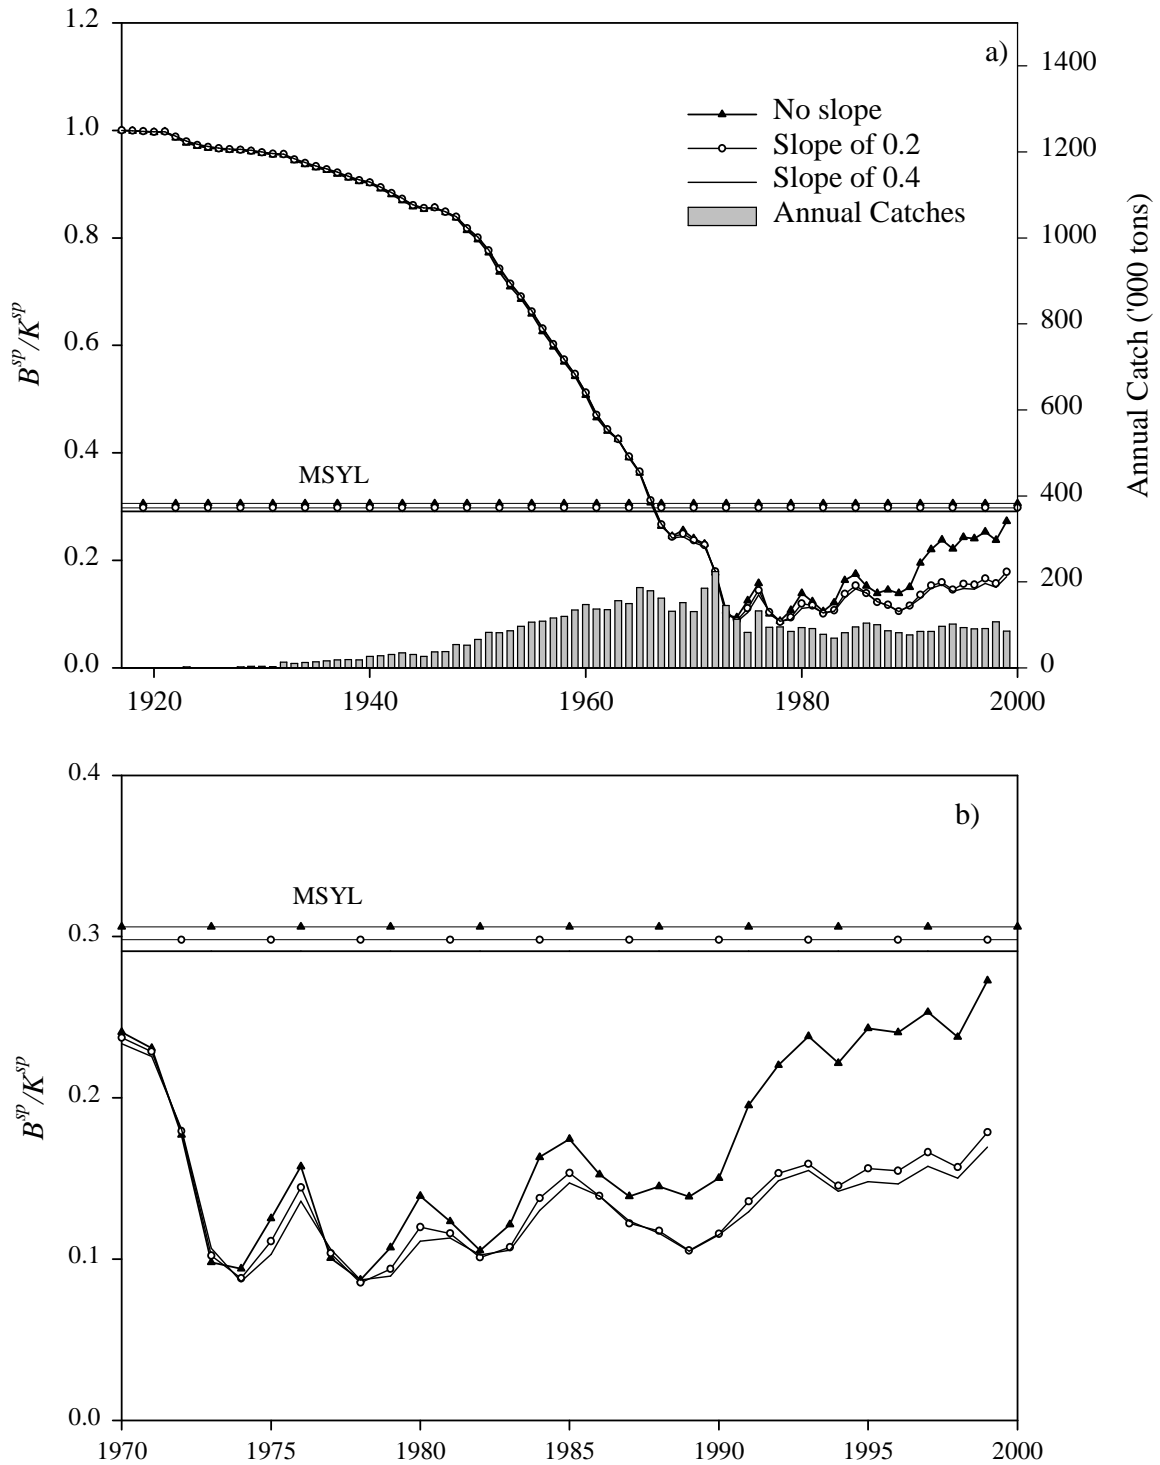 1.2
1.0
0.8
0.6
0.4
0.2
0.0
B^sp/K^sp
a)
No slope
Slope of 0.2
Slope of 0.4
Annual Catches
MSYL
1400
1200
1000
800
600
400
200
0
Annual Catch ('000 tons)
1920 1940 1960 1980 2000
0.4
0.3
0.2
0.1
0.0
B^sp/K^sp
b)
MSYL
1970 1975 1980 1985 1990 1995 2000